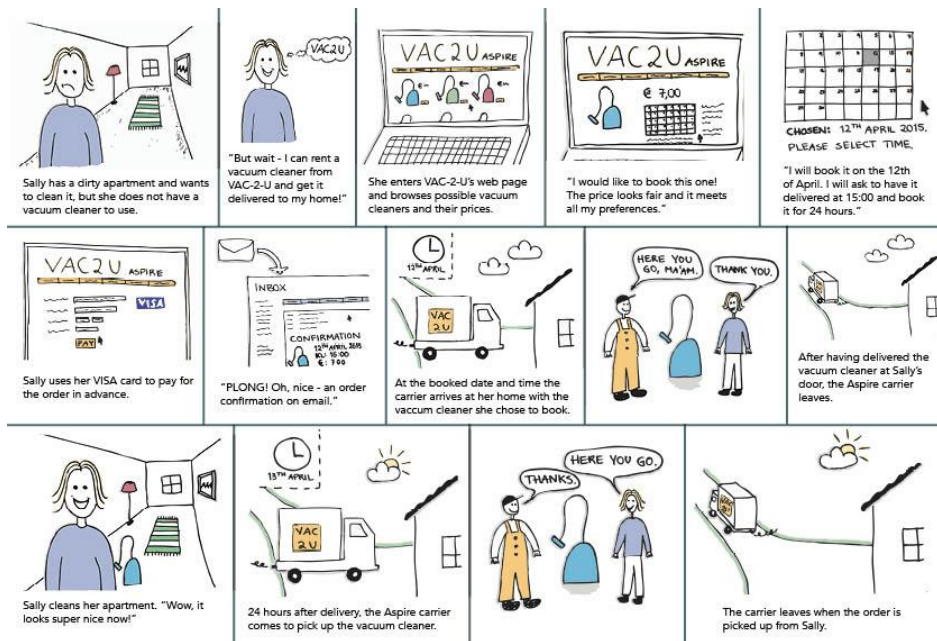 Sally has a dirty apartment and wants
to clean it, but she does not have a
vacuum cleaner to use.
VAC2U
"But wait - I can rent a
vacuum cleaner from
VAC-2-U and get it
delivered to my home!"
VAC2U ASPIRE
She enters VAC-2-U's web page
and browses possible vacuum
cleaners and their prices.
VAC2U ASPIRE
€ 7,00
"I would like to book this one!
The price looks fair and it meets
all my preferences."
CHOSEN: 12TH APRIL 2015.
PLEASE SELECT TIME.
"I will book it on the 12th
of April. I will ask to have it
delivered at 15:00 and book
it for 24 hours."
VAC2U ASPIRE
VISA
PAY
Sally uses her VISA card to pay for
the order in advance.
INBOX
CONFIRMATION
12TH APRIL 2015
KL: 15:00
€: 700
"PLONG! Oh, nice - an order
confirmation on email."
12TH APRIL
VAC
2U
At the booked date and time the
carrier arrives at her home with the
vaccum cleaner she chose to book.
HERE YOU
GO, MA'AM.
THANK YOU.
After having delivered the
vacuum cleaner at Sally's
door, the Aspire carrier
leaves.
Sally cleans her apartment. "Wow, it
looks super nice now!"
13TH APRIL
VAC
2U
24 hours after delivery, the Aspire carrier
comes to pick up the vacuum cleaner.
THANKS.
HERE YOU GO.
VAC
2U
The carrier leaves when the order is
picked up from Sally.